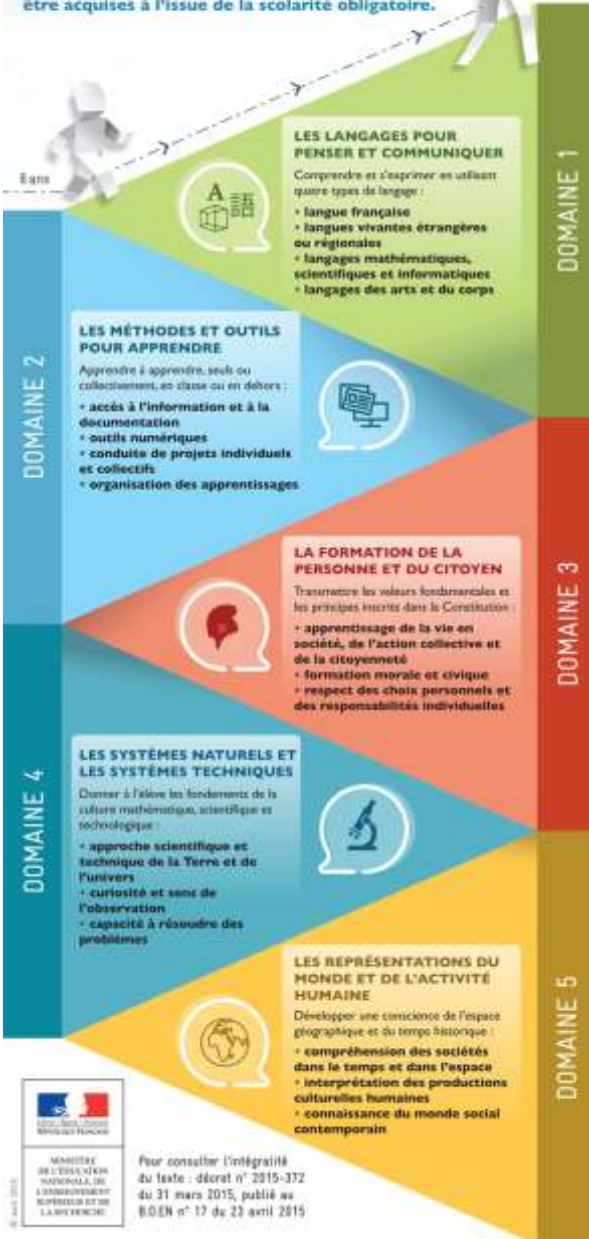 être acquises à l'issue de la scolarité obligatoire.
6 ans
LES LANGAGES POUR
PENSER ET COMMUNIQUER
Comprendre et s'exprimer en utilisant
quatre types de langage :
• langue française
• langues vivantes étrangères
ou régionales
• langages mathématiques,
scientifiques et informatiques
• langages des arts et du corps
DOMAINE 1
A
LES MÉTHODES ET OUTILS
POUR APPRENDRE
Apprendre à apprendre, seuls ou
collectivement, en classe ou en dehors :
• accès à l'information et à la
documentation
• outils numériques
• conduite de projets individuels
et collectifs
• organisation des apprentissages
DOMAINE 2
LA FORMATION DE LA
PERSONNE ET DU CITOYEN
Transmettre les valeurs fondamentales et
les principes inscrits dans la Constitution :
• apprentissage de la vie en
société, de l'action collective et
de la citoyenneté
• formation morale et civique
• respect des choix personnels et
des responsabilités individuelles
DOMAINE 3
LES SYSTÈMES NATURELS ET
LES SYSTÈMES TECHNIQUES
Donner à l'élève les fondements de la
culture mathématique, scientifique et
technologique :
• approche scientifique et
technique de la Terre et de
l'univers
• curiosité et sens de
l'observation
• capacité à résoudre des
problèmes
DOMAINE 4
LES REPRÉSENTATIONS DU
MONDE ET DE L'ACTIVITÉ
HUMAINE
Développer une conscience de l'espace
géographique et du temps historique :
• compréhension des sociétés
dans le temps et dans l'espace
• interprétation des productions
culturelles humaines
• connaissance du monde social
contemporain
DOMAINE 5
RÉPUBLIQUE FRANÇAISE
MINISTÈRE
DE L'ÉDUCATION
NATIONALE, DE
L'ENSEIGNEMENT
SUPÉRIEUR ET DE
LA RECHERCHE
Pour consulter l'intégralité
du texte : décret n° 2015-372
du 31 mars 2015, publié au
B.O.EN n° 17 du 23 avril 2015